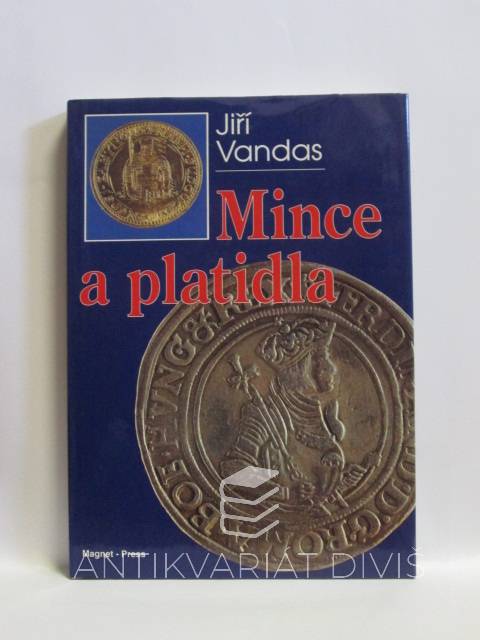 Jiří
Vandas
Mince
a platidla
Magnet - Press
ANTIKVARIÁT DIVIŠ